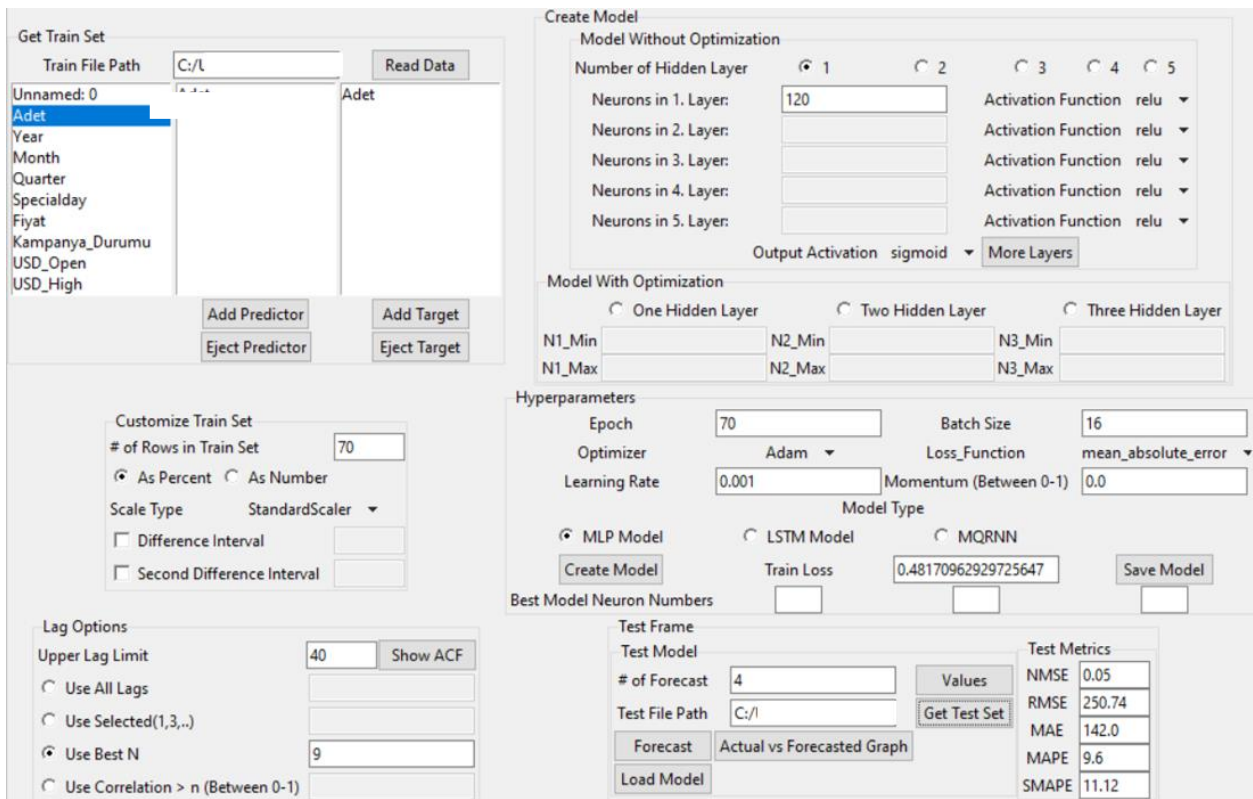 Get Train Set
Train File Path C:/ Read Data
Unnamed: 0
Adet
Year
Month
Quarter
Specialday
Fiyat
Kampanya_Durumu
USD_Open
USD_High
Adet
Add Predictor Add Target
Eject Predictor Eject Target
Customize Train Set
# of Rows in Train Set 70
As Percent As Number
Scale Type StandardScaler
Difference Interval
Second Difference Interval
Lag Options
Upper Lag Limit 40 Show ACF
Use All Lags
Use Selected(1,3,..)
Use Best N 9
Use Correlation > n (Between 0-1)
Create Model
Model Without Optimization
Number of Hidden Layer 1 2 3 4 5
Neurons in 1. Layer: 120 Activation Function relu
Neurons in 2. Layer: Activation Function relu
Neurons in 3. Layer: Activation Function relu
Neurons in 4. Layer: Activation Function relu
Neurons in 5. Layer: Activation Function relu
Output Activation sigmoid More Layers
Model With Optimization
One Hidden Layer Two Hidden Layer Three Hidden Layer
N1_Min N2_Min N3_Min
N1_Max N2_Max N3_Max
Hyperparameters
Epoch 70 Batch Size 16
Optimizer Adam Loss_Function mean_absolute_error
Learning Rate 0.001 Momentum (Between 0-1) 0.0
Model Type
MLP Model LSTM Model MQRNN
Create Model Train Loss 0.48170962929725647 Save Model
Best Model Neuron Numbers
Test Frame
Test Model
# of Forecast 4 Values
Test File Path C:/ Get Test Set
Forecast Actual vs Forecasted Graph
Load Model
Test Metrics
NMSE 0.05
RMSE 250.74
MAE 142.0
MAPE 9.6
SMAPE 11.12